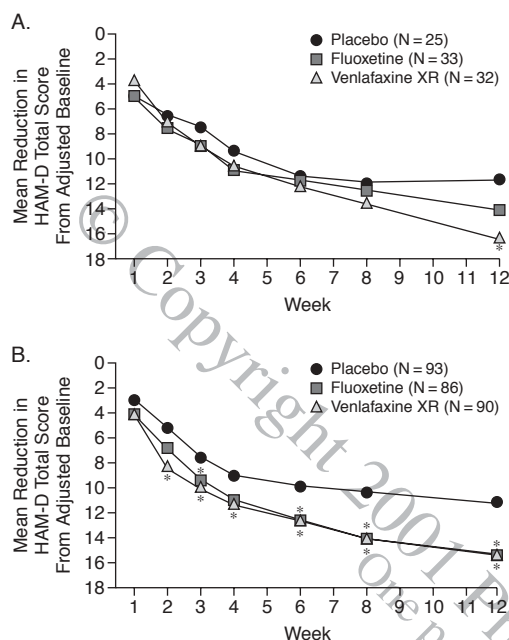 A.
Mean Reduction in
HAM-D Total Score
From Adjusted Baseline
0
2
4
6
8
10
12
14
16
18
Placebo (N = 25)
Fluoxetine (N = 33)
Venlafaxine XR (N = 32)
*
1 2 3 4 5 6 7 8 9 10 11 12
Week
B.
Mean Reduction in
HAM-D Total Score
From Adjusted Baseline
0
2
4
6
8
10
12
14
16
18
Placebo (N = 93)
Fluoxetine (N = 86)
Venlafaxine XR (N = 90)
* * * * * * * * * * *
1 2 3 4 5 6 7 8 9 10 11 12
Week
© Copyright 2001
One